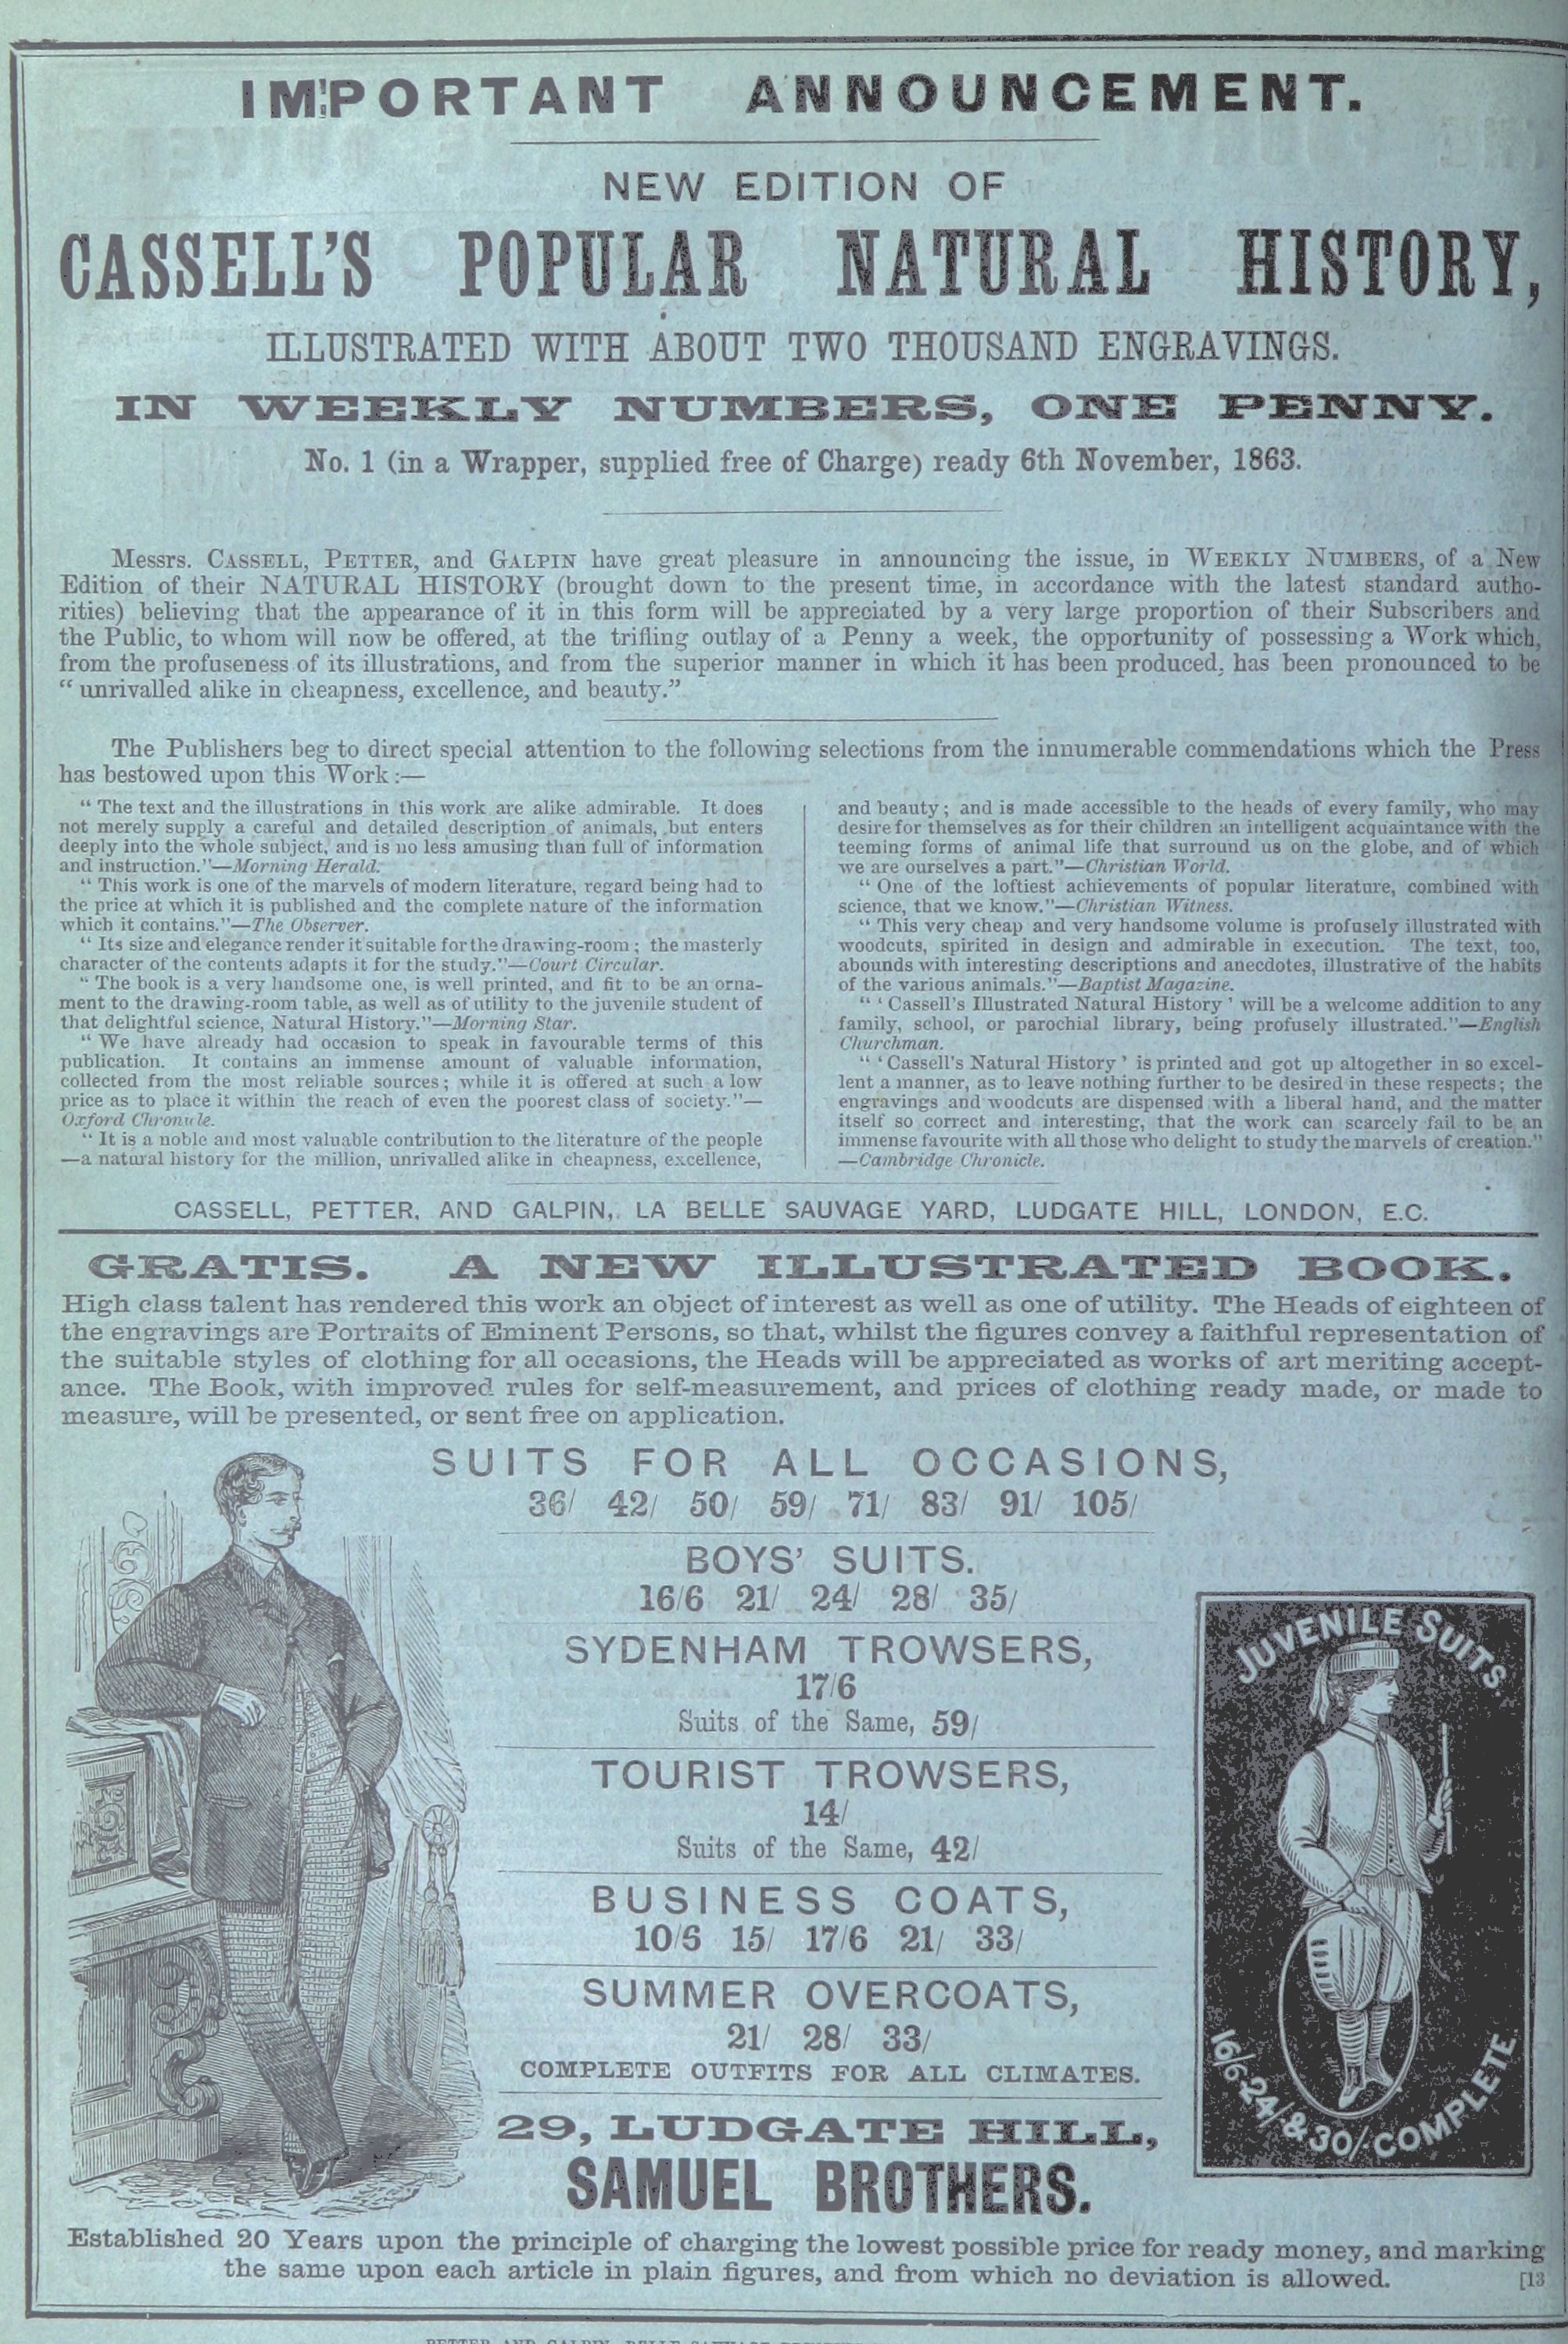 IMPORTANT ANNOUNCEMENT.
NEW EDITION OF
CASSELL'S POPULAR NATURAL HISTORY,
ILLUSTRATED WITH ABOUT TWO THOUSAND ENGRAVINGS.
IN WEEKLY NUMBERS, ONE PENNY.
No. 1 (in a Wrapper, supplied free of Charge) ready 6th November, 1863.
Messrs. CASSELL, PETTER, and GALPIN have great pleasure in announcing the issue, in WEEKLY NUMBERS, of a New
Edition of their NATURAL HISTORY (brought down to the present time, in accordance with the latest standard autho-
rities) believing that the appearance of it in this form will be appreciated by a very large proportion of their Subscribers and
the Public, to whom will now be offered, at the trifling outlay of a Penny a week, the opportunity of possessing a Work which,
from the profuseness of its illustrations, and from the superior manner in which it has been produced, has been pronounced to be
"unrivalled alike in cheapness, excellence, and beauty."
The Publishers beg to direct special attention to the following selections from the innumerable commendations which the Press
has bestowed upon this Work :—
"The text and the illustrations in this work are alike admirable. It does
not merely supply a careful and detailed description of animals, but enters
deeply into the whole subject, and is no less amusing than full of information
and instruction."—Morning Herald.
"This work is one of the marvels of modern literature, regard being had to
the price at which it is published and the complete nature of the information
which it contains."—The Observer.
"Its size and elegance render it suitable for the drawing-room ; the masterly
character of the contents adapts it for the study."—Court Circular.
"The book is a very handsome one, is well printed, and fit to be an orna-
ment to the drawing-room table, as well as of utility to the juvenile student of
that delightful science, Natural History."—Morning Star.
"We have already had occasion to speak in favourable terms of this
publication. It contains an immense amount of valuable information,
collected from the most reliable sources ; while it is offered at such a low
price as to place it within the reach of even the poorest class of society."—
Oxford Chronicle.
"It is a noble and most valuable contribution to the literature of the people
—a natural history for the million, unrivalled alike in cheapness, excellence,
and beauty ; and is made accessible to the heads of every family, who may
desire for themselves as for their children an intelligent acquaintance with the
teeming forms of animal life that surround us on the globe, and of which
we are ourselves a part."—Christian World.
"One of the loftiest achievements of popular literature, combined with
science, that we know."—Christian Witness.
"This very cheap and very handsome volume is profusely illustrated with
woodcuts, spirited in design and admirable in execution. The text, too,
abounds with interesting descriptions and anecdotes, illustrative of the habits
of the various animals."—Baptist Magazine.
"'Cassell's Illustrated Natural History' will be a welcome addition to any
family, school, or parochial library, being profusely illustrated."—English
Churchman.
"'Cassell's Natural History' is printed and got up altogether in so excel-
lent a manner, as to leave nothing further to be desired in these respects ; the
engravings and woodcuts are dispensed with a liberal hand, and the matter
itself so correct and interesting, that the work can scarcely fail to be an
immense favourite with all those who delight to study the marvels of creation."
—Cambridge Chronicle.
CASSELL, PETTER, AND GALPIN, LA BELLE SAUVAGE YARD, LUDGATE HILL, LONDON, E.C.
GRATIS. A NEW ILLUSTRATED BOOK.
High class talent has rendered this work an object of interest as well as one of utility. The Heads of eighteen of
the engravings are Portraits of Eminent Persons, so that, whilst the figures convey a faithful representation of
the suitable styles of clothing for all occasions, the Heads will be appreciated as works of art meriting accept-
ance. The Book, with improved rules for self-measurement, and prices of clothing ready made, or made to
measure, will be presented, or sent free on application.
SUITS FOR ALL OCCASIONS,
36/ 42/ 50/ 59/ 71/ 83/ 91/ 105/
BOYS' SUITS.
16/6 21/ 24/ 28/ 35/
SYDENHAM TROWSERS,
17/6
Suits of the Same, 59/
TOURIST TROWSERS,
14/
Suits of the Same, 42/
BUSINESS COATS,
10/6 15/ 17/6 21/ 33/
SUMMER OVERCOATS,
21/ 28/ 33/
COMPLETE OUTFITS FOR ALL CLIMATES.
29, LUDGATE HILL,
SAMUEL BROTHERS.
JUVENILE SUITS.
16/6 24/ & 30/ COMPLETE
Established 20 Years upon the principle of charging the lowest possible price for ready money, and marking
the same upon each article in plain figures, and from which no deviation is allowed. [13